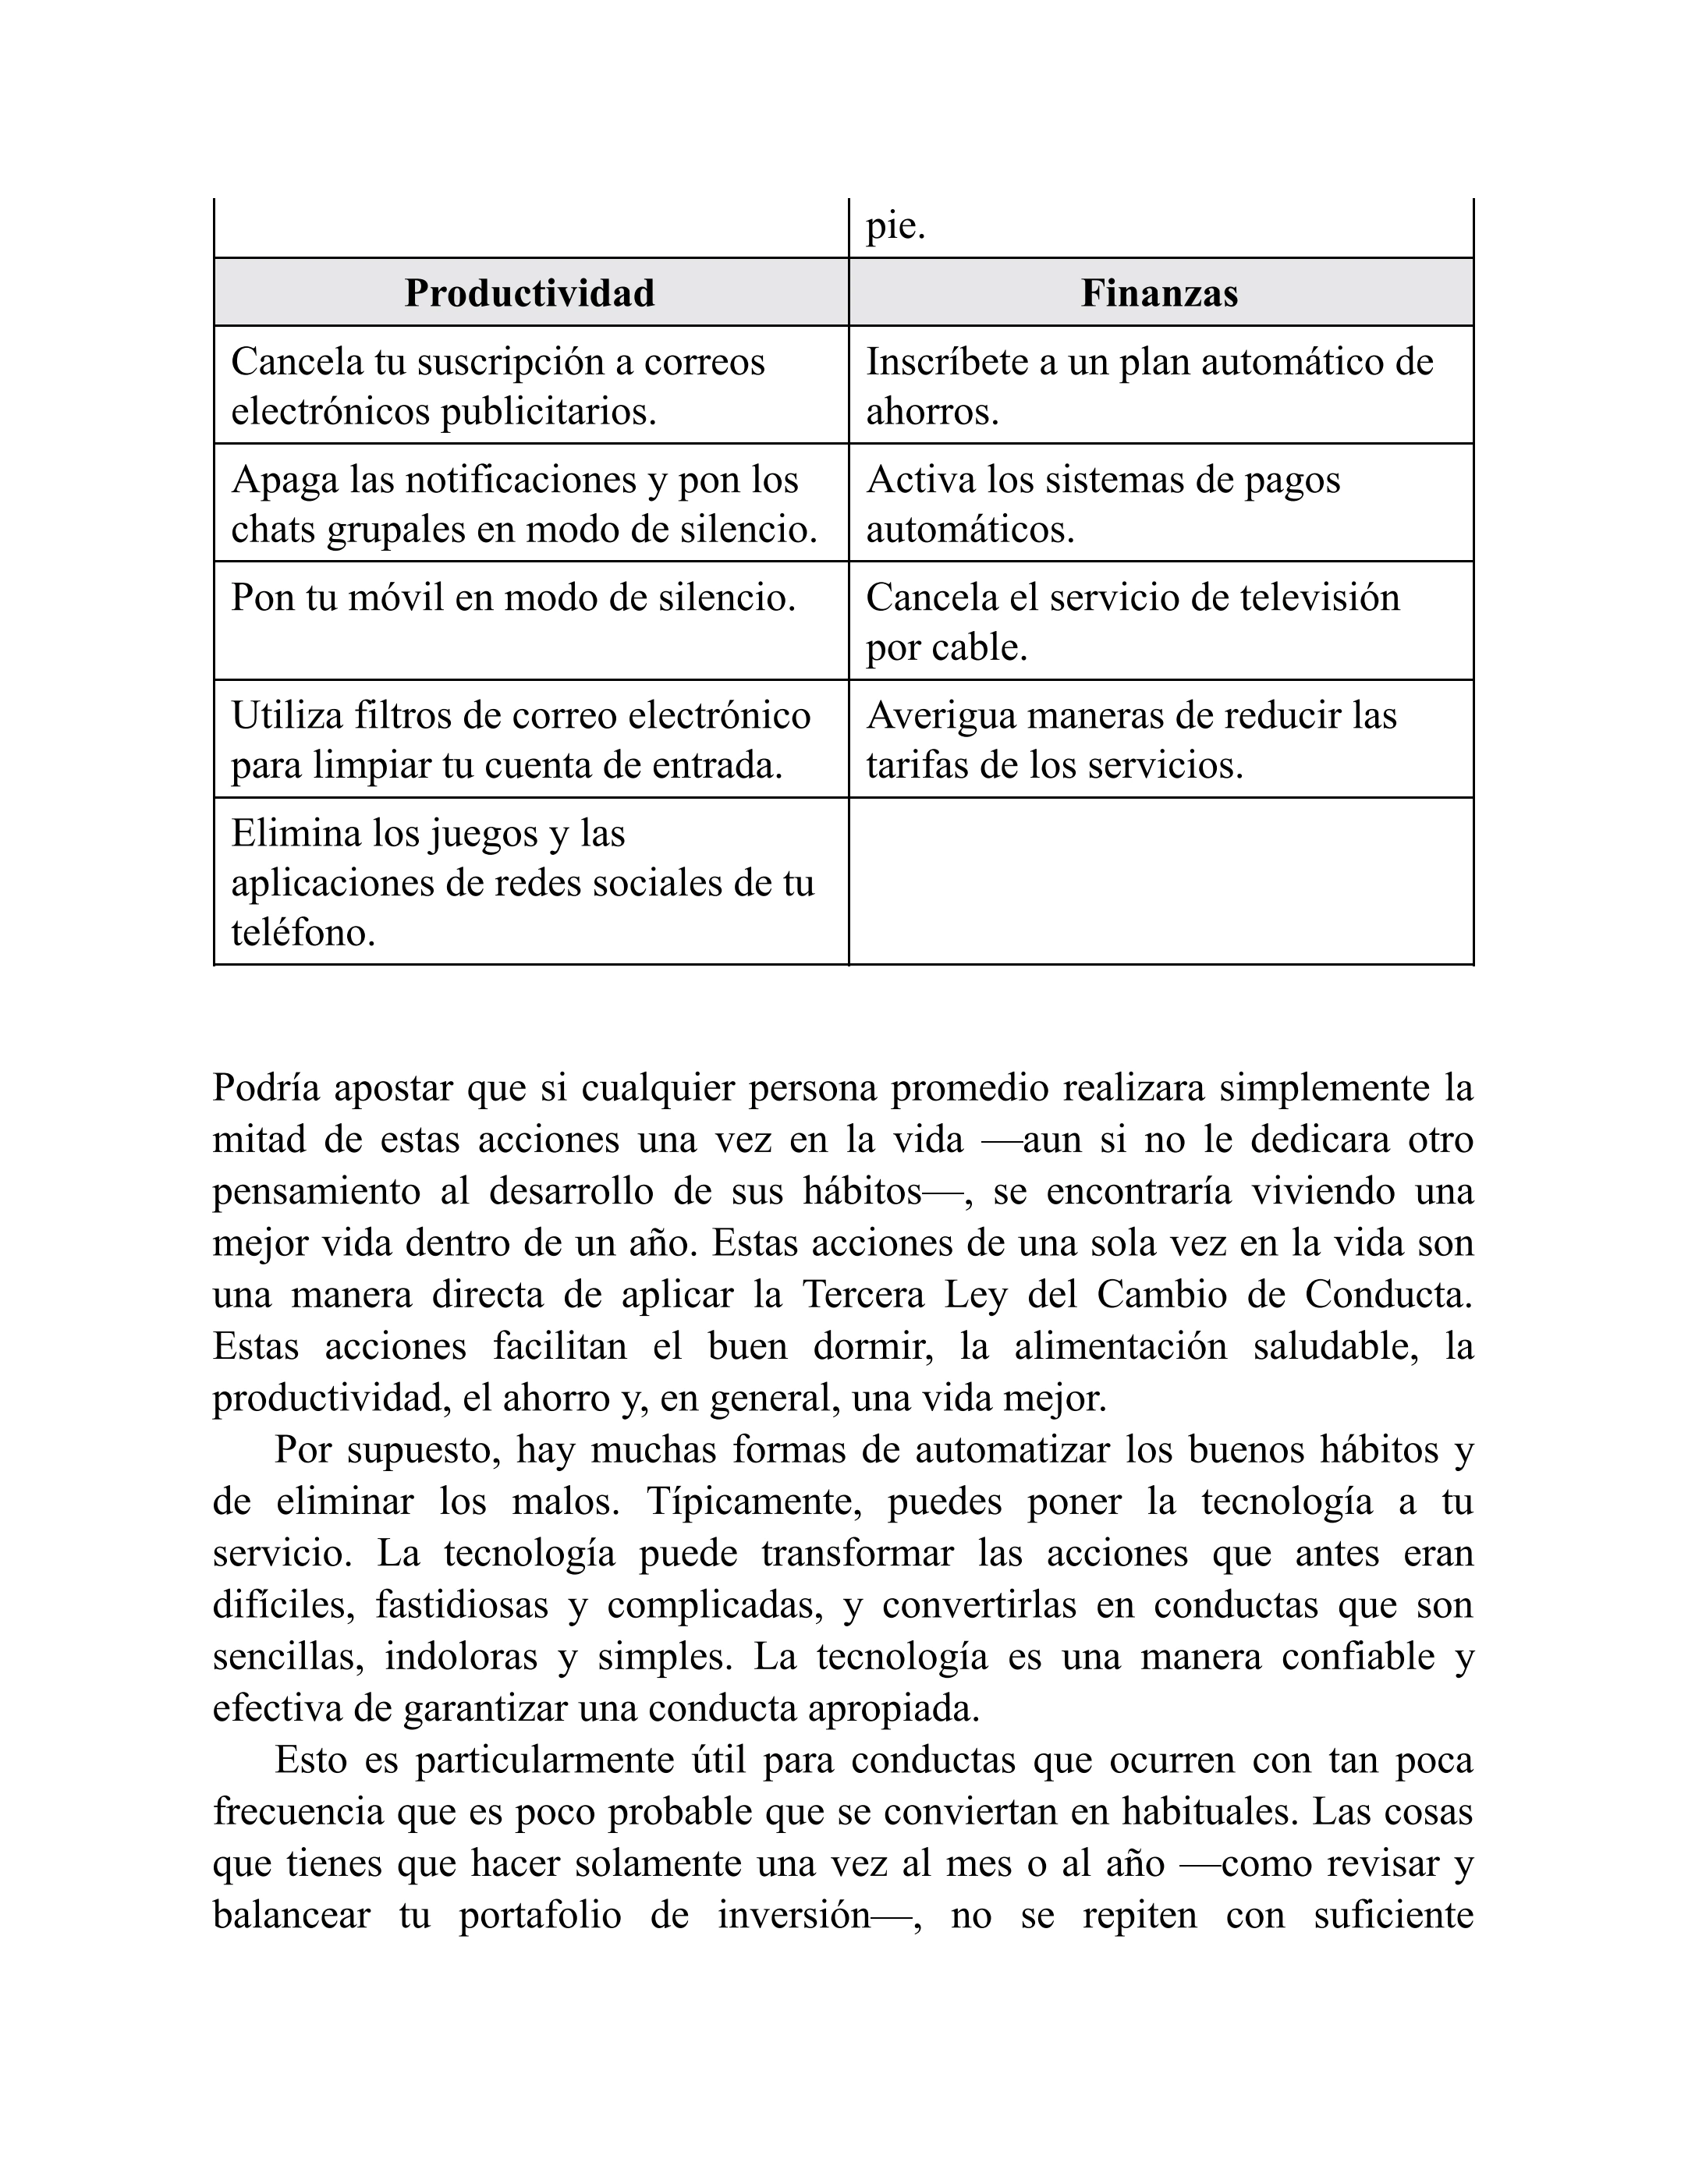 pie.
Productividad
Finanzas
Cancela tu suscripción a correos
electrónicos publicitarios.
Inscríbete a un plan automático de
ahorros.
Apaga las notificaciones y pon los
chats grupales en modo de silencio.
Activa los sistemas de pagos
automáticos.
Pon tu móvil en modo de silencio.
Cancela el servicio de televisión
por cable.
Utiliza filtros de correo electrónico
para limpiar tu cuenta de entrada.
Averigua maneras de reducir las
tarifas de los servicios.
Elimina los juegos y las
aplicaciones de redes sociales de tu
teléfono.
Podría apostar que si cualquier persona promedio realizara simplemente la
mitad de estas acciones una vez en la vida —aun si no le dedicara otro
pensamiento al desarrollo de sus hábitos—, se encontraría viviendo una
mejor vida dentro de un año. Estas acciones de una sola vez en la vida son
una manera directa de aplicar la Tercera Ley del Cambio de Conducta.
Estas acciones facilitan el buen dormir, la alimentación saludable, la
productividad, el ahorro y, en general, una vida mejor.
Por supuesto, hay muchas formas de automatizar los buenos hábitos y
de eliminar los malos. Típicamente, puedes poner la tecnología a tu
servicio. La tecnología puede transformar las acciones que antes eran
difíciles, fastidiosas y complicadas, y convertirlas en conductas que son
sencillas, indoloras y simples. La tecnología es una manera confiable y
efectiva de garantizar una conducta apropiada.
Esto es particularmente útil para conductas que ocurren con tan poca
frecuencia que es poco probable que se conviertan en habituales. Las cosas
que tienes que hacer solamente una vez al mes o al año —como revisar y
balancear tu portafolio de inversión—, no se repiten con suficiente